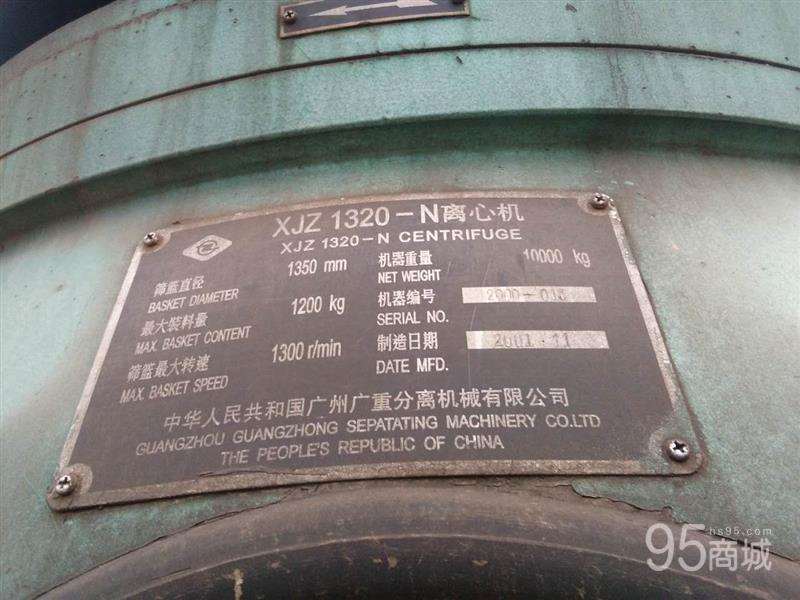 XJZ 1320-N离心机
XJZ 1320-N CENTRIFUGE
筛篮直径 1350 mm
BASKET DIAMETER
最大装料量 1200 kg
MAX. BASKET CONTENT
筛篮最大转速 1300 r/min
MAX. BASKET SPEED
机器重量 10000 kg
NET WEIGHT
机器编号
SERIAL NO.
制造日期 2001.11
DATE MFD.
中华人民共和国广州广重分离机械有限公司
GUANGZHOU GUANGZHONG SEPATATING MACHINERY CO.LTD
THE PEOPLE'S REPUBLIC OF CHINA
hs95.com
95商城